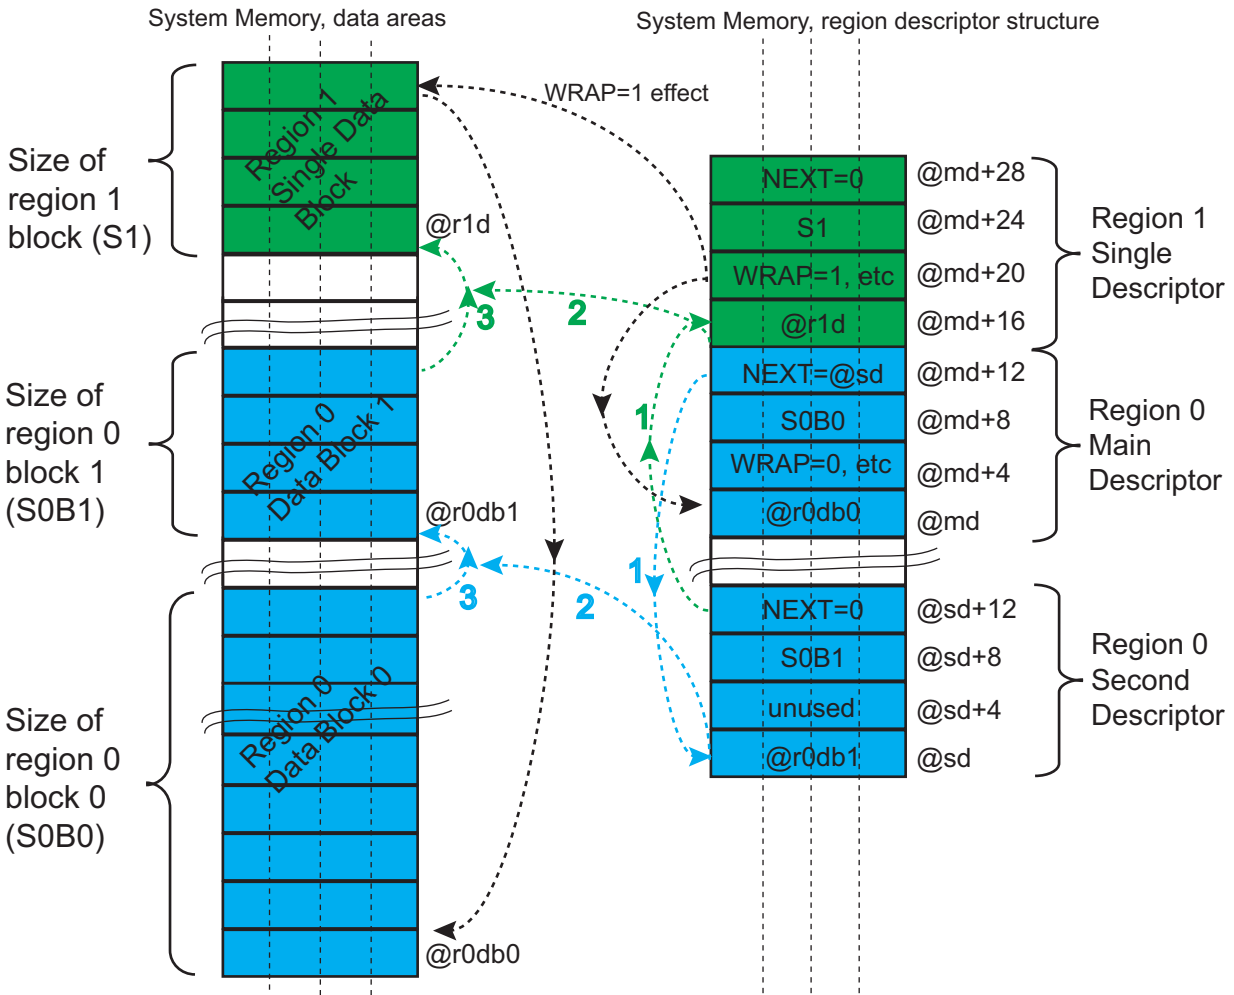 System Memory, data areas
System Memory, region descriptor structure
WRAP=1 effect
Size of
region 1
block (S1)
Region 1
Single Data
Block
@r1d
Size of
region 0
block 1
(S0B1)
Region 0
Data Block 1
@r0db1
Size of
region 0
block 0
(S0B0)
Region 0
Data Block 0
@r0db0
3
2
1
3
2
1
NEXT=0
@md+28
S1
@md+24
WRAP=1, etc
@md+20
@r1d
@md+16
Region 1
Single
Descriptor
NEXT=@sd
@md+12
S0B0
@md+8
WRAP=0, etc
@md+4
@r0db0
@md
Region 0
Main
Descriptor
NEXT=0
@sd+12
S0B1
@sd+8
unused
@sd+4
@r0db1
@sd
Region 0
Second
Descriptor